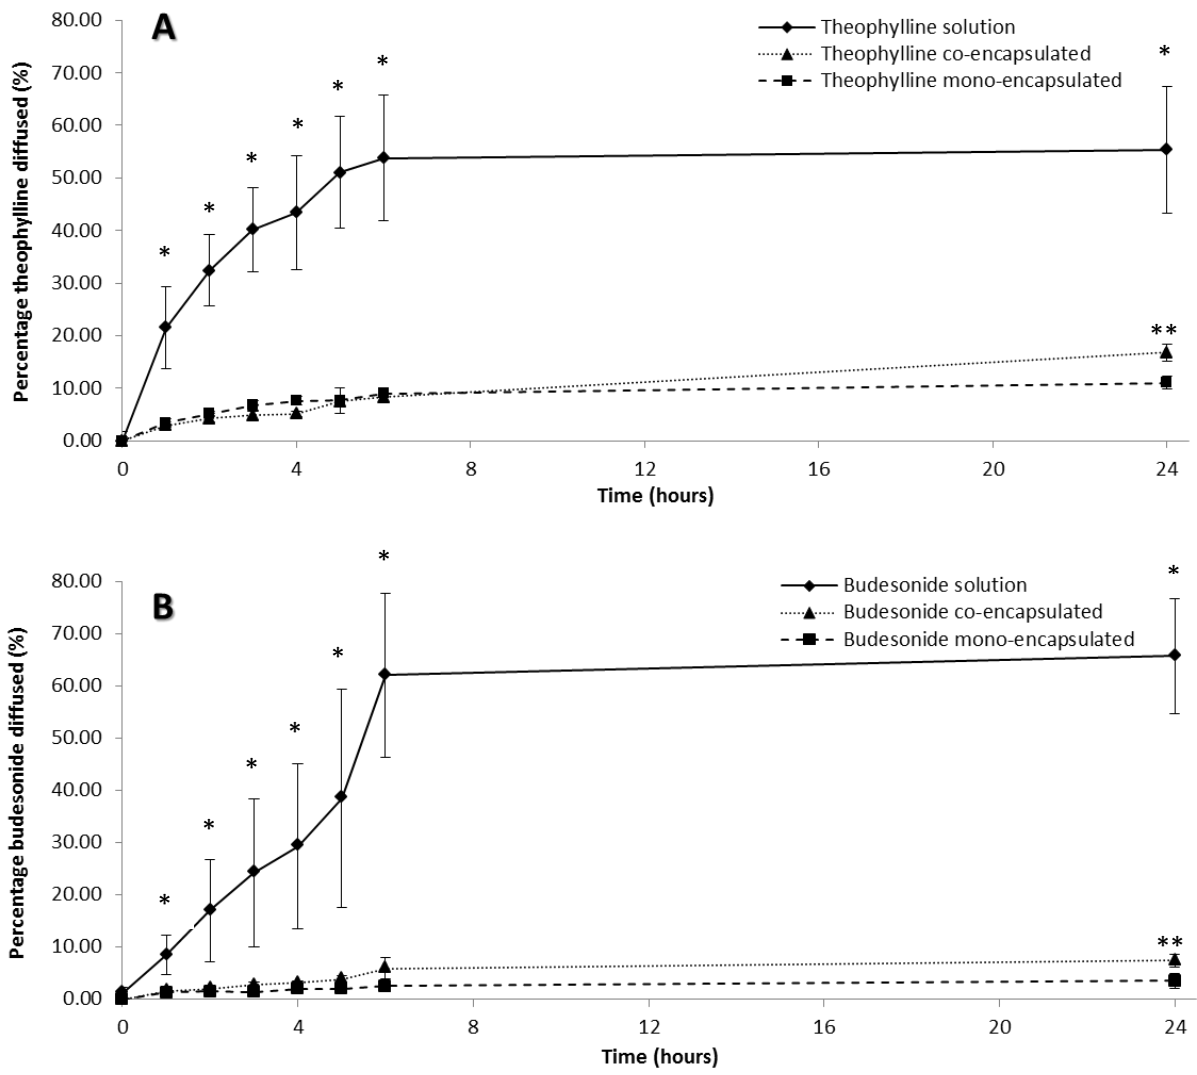 A
Theophylline solution
Theophylline co-encapsulated
Theophylline mono-encapsulated
Percentage theophylline diffused (%)
80.00
70.00
60.00
50.00
40.00
30.00
20.00
10.00
0.00
*
*
*
*
*
*
*
**
0 4 8 12 16 20 24
Time (hours)
B
Budesonide solution
Budesonide co-encapsulated
Budesonide mono-encapsulated
Percentage budesonide diffused (%)
80.00
70.00
60.00
50.00
40.00
30.00
20.00
10.00
0.00
*
*
*
*
*
*
*
**
0 4 8 12 16 20 24
Time (hours)